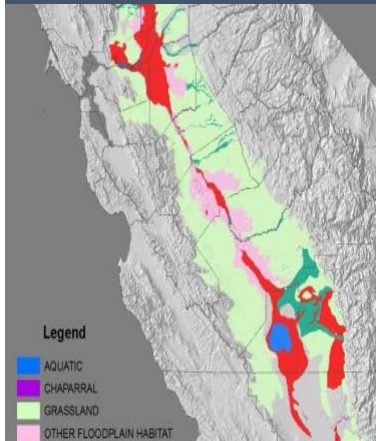 Legend
AQUATIC
CHAPARRAL
GRASSLAND
OTHER FLOODPLAIN HABITAT